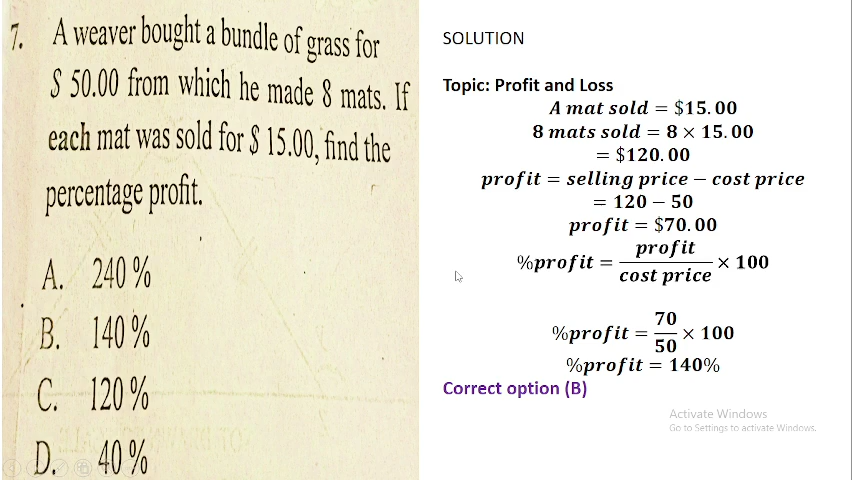 7. A weaver bought a bundle of grass for
$ 50.00 from which he made 8 mats. If
each mat was sold for $ 15.00, find the
percentage profit.
A. 240 %
B. 140 %
C. 120 %
D. 40 %
SOLUTION
Topic: Profit and Loss
A mat sold = $15.00
8 mats sold = 8 × 15.00
= $120.00
profit = selling price − cost price
= 120 − 50
profit = $70.00
%profit = profit / cost price × 100
%profit = 70 / 50 × 100
%profit = 140%
Correct option (B)
Activate Windows
Go to Settings to activate Windows.